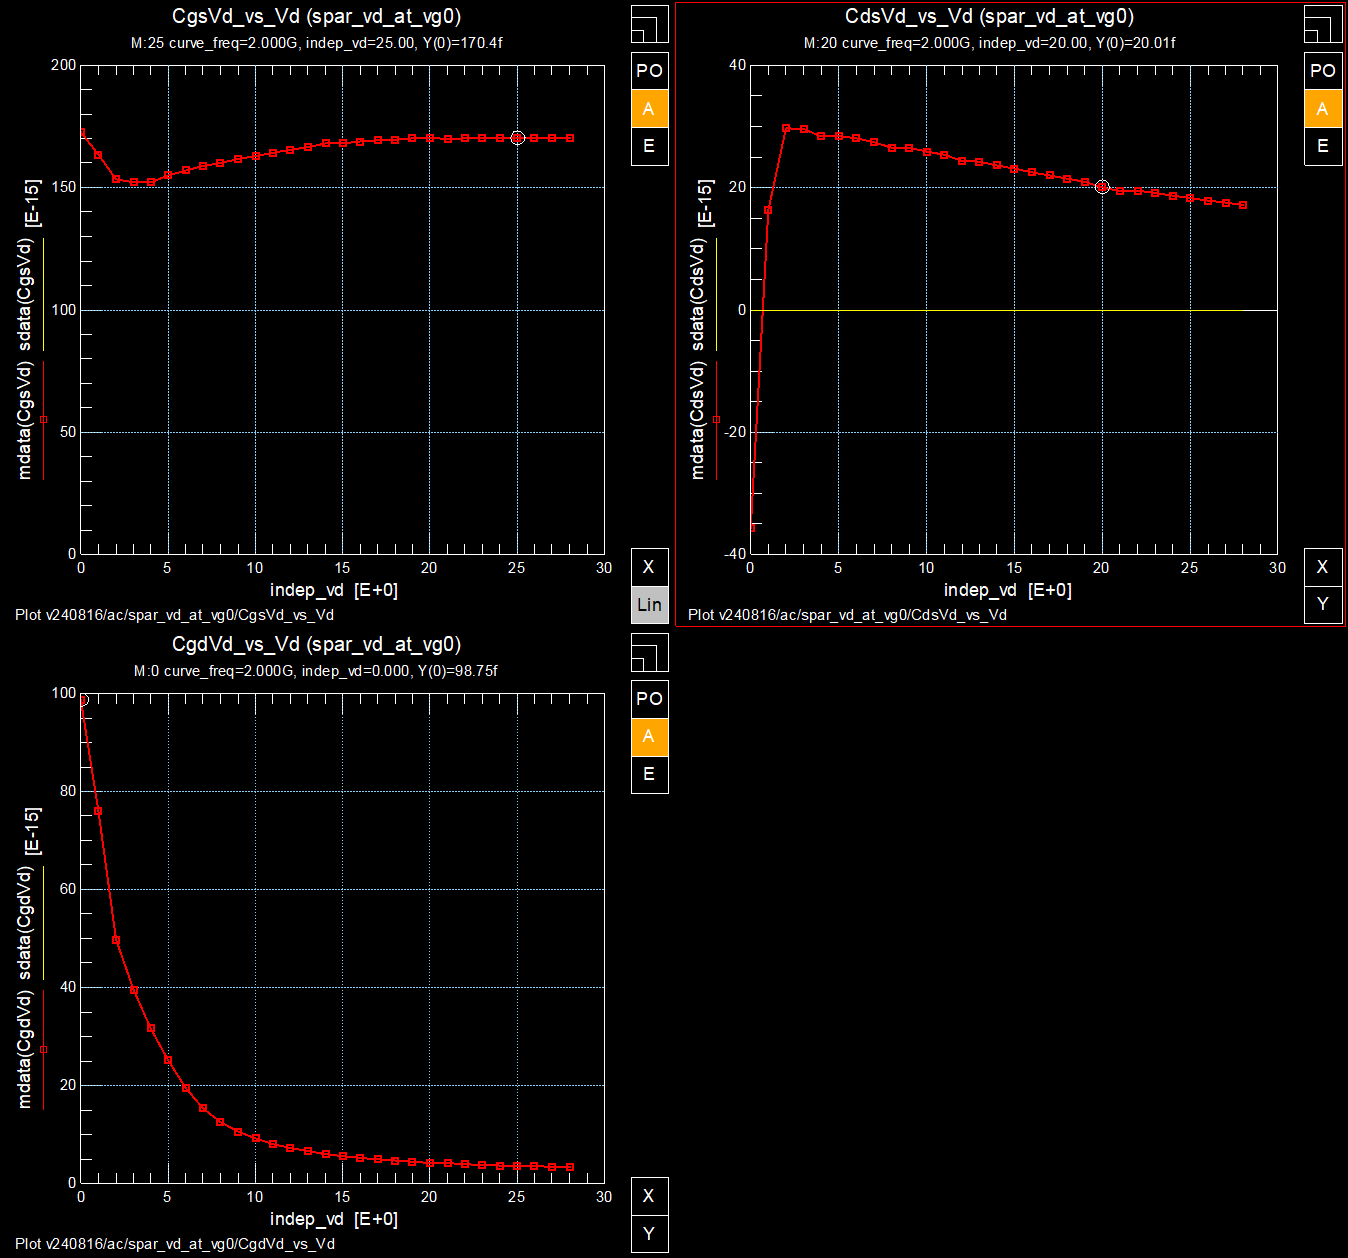 CgsVd_vs_Vd (spar_vd_at_vg0)
M:25 curve_freq=2.000G, indep_vd=25.00, Y(0)=170.4f
PO
A
E
200
150
100
50
0
mdata(CgsVd) sdata(CgsVd) [E-15]
0 5 10 15 20 25 30
indep_vd [E+0]
X
Lin
Plot v240816/ac/spar_vd_at_vg0/CgsVd_vs_Vd
CdsVd_vs_Vd (spar_vd_at_vg0)
M:20 curve_freq=2.000G, indep_vd=20.00, Y(0)=20.01f
PO
A
E
40
20
0
-20
-40
mdata(CdsVd) sdata(CdsVd) [E-15]
0 5 10 15 20 25 30
indep_vd [E+0]
X
Y
Plot v240816/ac/spar_vd_at_vg0/CdsVd_vs_Vd
CgdVd_vs_Vd (spar_vd_at_vg0)
M:0 curve_freq=2.000G, indep_vd=0.000, Y(0)=98.75f
PO
A
E
100
80
60
40
20
0
mdata(CgdVd) sdata(CgdVd) [E-15]
0 5 10 15 20 25 30
indep_vd [E+0]
X
Y
Plot v240816/ac/spar_vd_at_vg0/CgdVd_vs_Vd